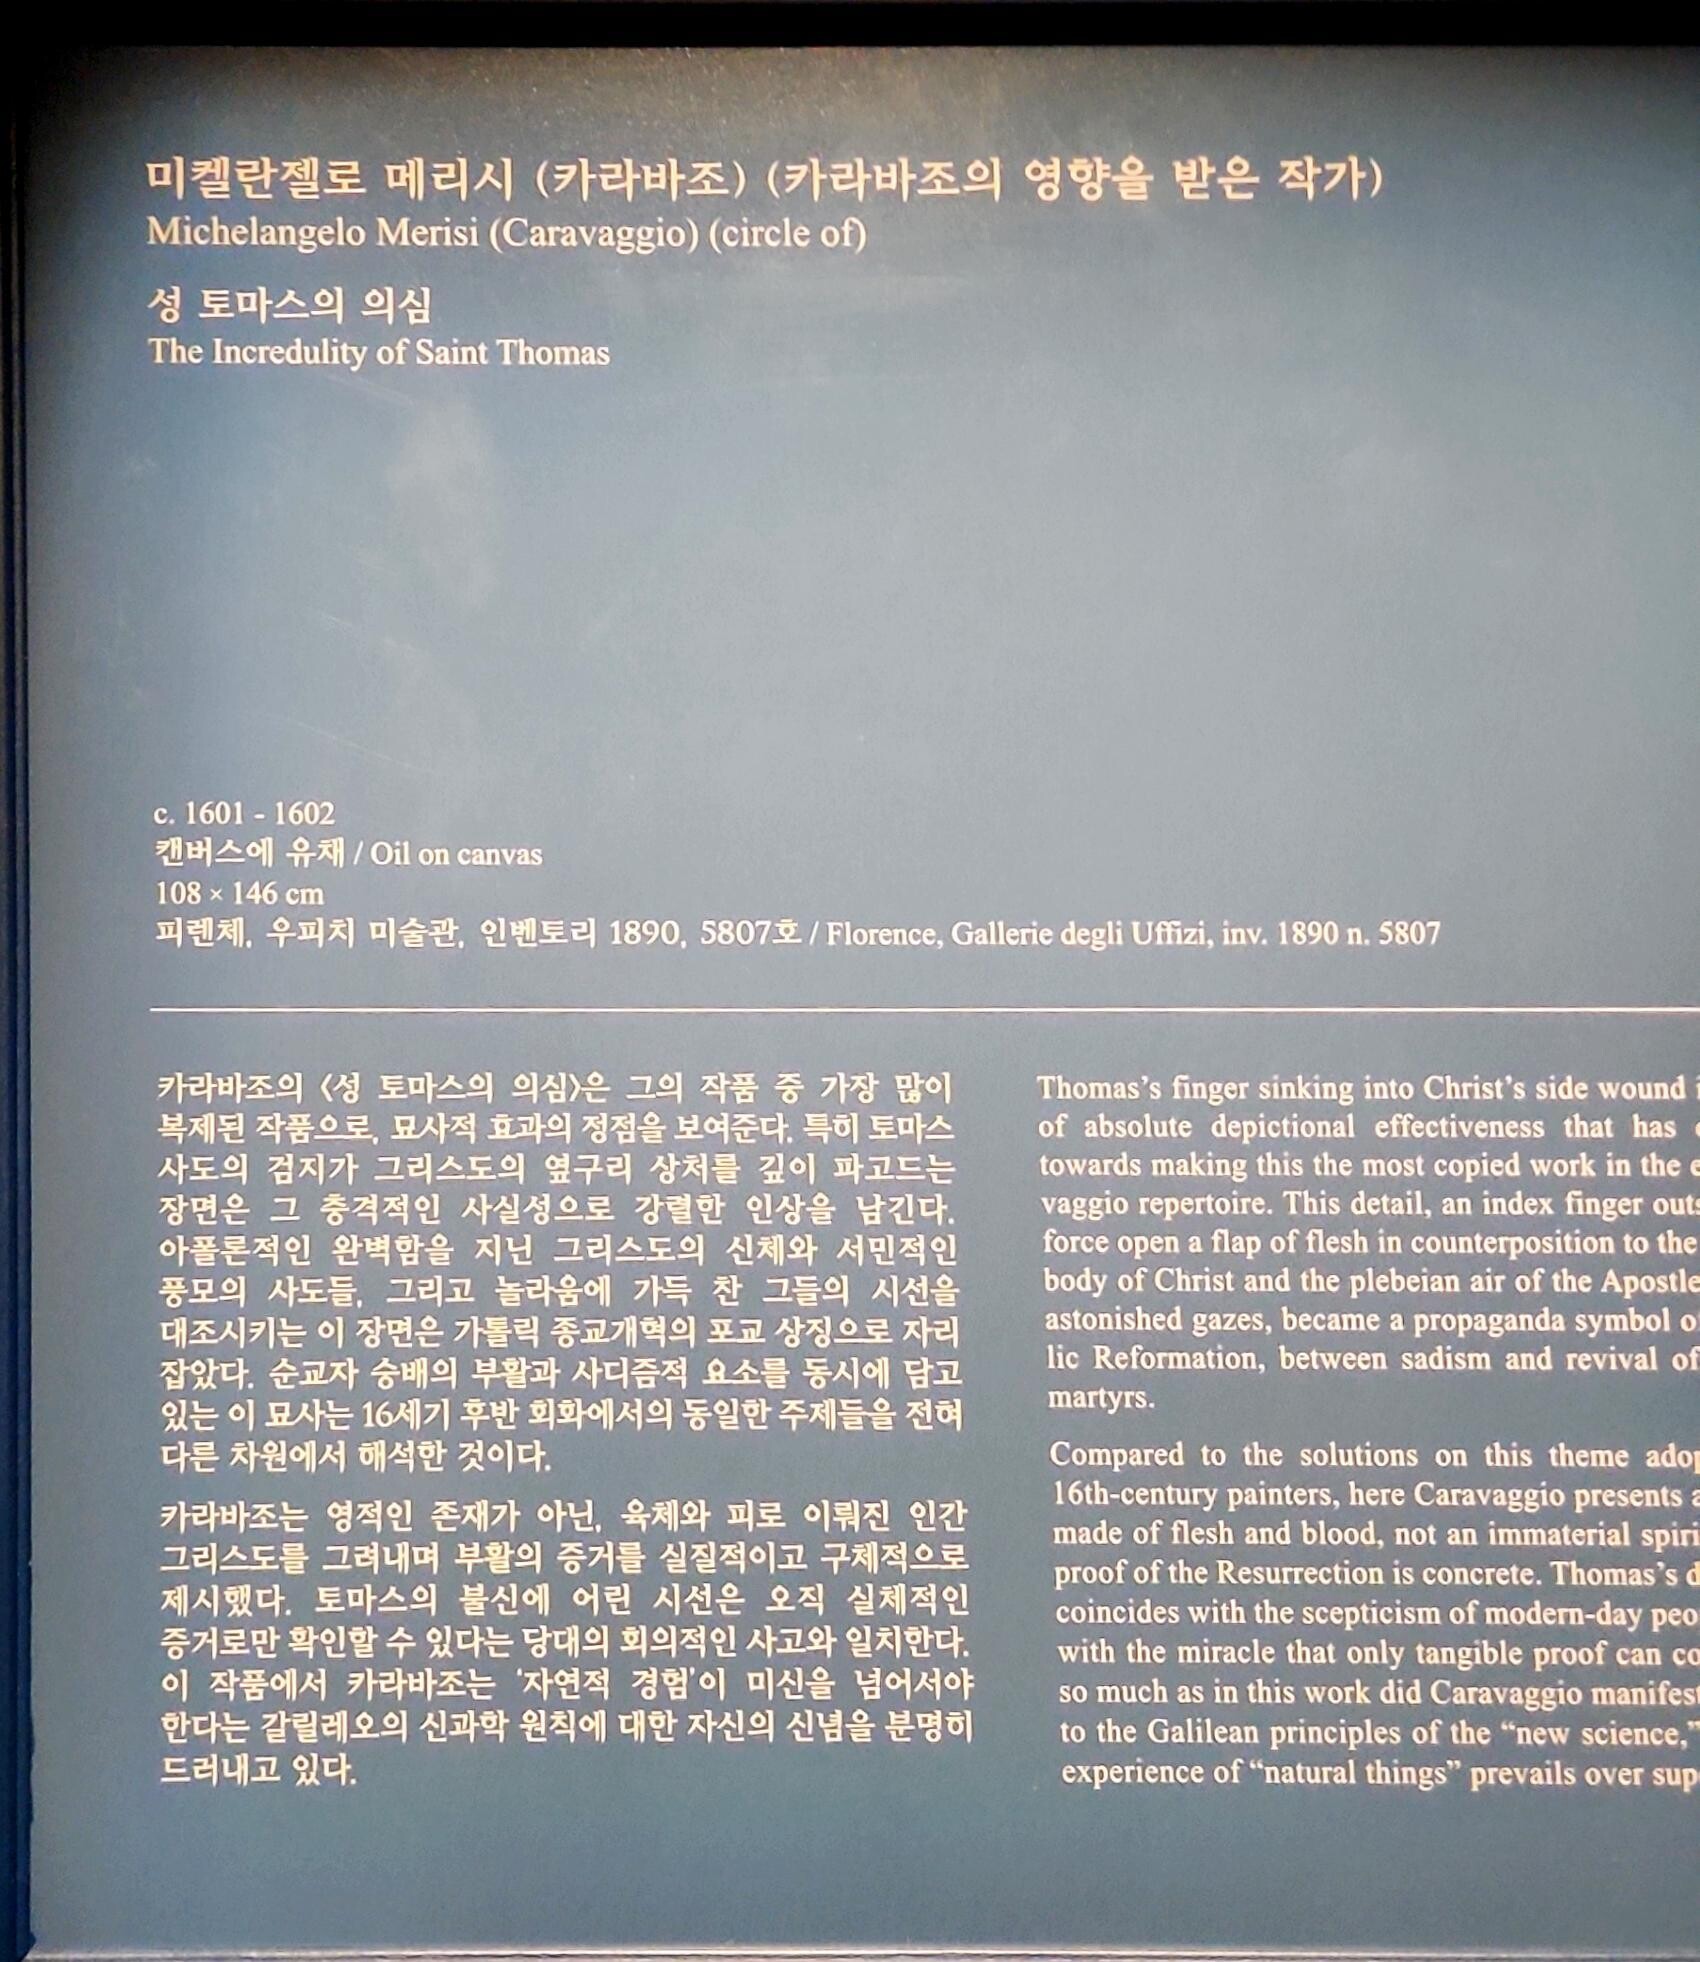 미켈란젤로 메리시 (카라바조) (카라바조의 영향을 받은 작가)
Michelangelo Merisi (Caravaggio) (circle of)
성 토마스의 의심
The Incredulity of Saint Thomas
c. 1601 - 1602
캔버스에 유채 / Oil on canvas
108 × 146 cm
피렌체, 우피치 미술관, 인벤토리 1890, 5807호 / Florence, Gallerie degli Uffizi, inv. 1890 n. 5807
카라바조의 〈성 토마스의 의심〉은 그의 작품 중 가장 많이
복제된 작품으로, 묘사적 효과의 정점을 보여준다. 특히 토마스
사도의 검지가 그리스도의 옆구리 상처를 깊이 파고드는
장면은 그 충격적인 사실성으로 강렬한 인상을 남긴다.
아폴론적인 완벽함을 지닌 그리스도의 신체와 서민적인
풍모의 사도들, 그리고 놀라움에 가득 찬 그들의 시선을
대조시키는 이 장면은 가톨릭 종교개혁의 포교 상징으로 자리
잡았다. 순교자 숭배의 부활과 사디즘적 요소를 동시에 담고
있는 이 묘사는 16세기 후반 회화에서의 동일한 주제들을 전혀
다른 차원에서 해석한 것이다.
카라바조는 영적인 존재가 아닌, 육체와 피로 이뤄진 인간
그리스도를 그려내며 부활의 증거를 실질적이고 구체적으로
제시했다. 토마스의 불신에 어린 시선은 오직 실체적인
증거로만 확인할 수 있다는 당대의 회의적인 사고와 일치한다.
이 작품에서 카라바조는 '자연적 경험'이 미신을 넘어서야
한다는 갈릴레오의 신과학 원칙에 대한 자신의 신념을 분명히
드러내고 있다.
Thomas's finger sinking into Christ's side wound
of absolute depictional effectiveness that has
towards making this the most copied work in the
vaggio repertoire. This detail, an index finger
force open a flap of flesh in counterposition to the
body of Christ and the plebeian air of the
astonished gazes, became a propaganda symbol
lic Reformation, between sadism and revival of
martyrs.
Compared to the solutions on this theme
16th-century painters, here Caravaggio presents
made of flesh and blood, not an immaterial
proof of the Resurrection is concrete. Thomas's
coincides with the scepticism of modern-day
with the miracle that only tangible proof can
so much as in this work did Caravaggio
to the Galilean principles of the “new science,”
experience of “natural things” prevails over